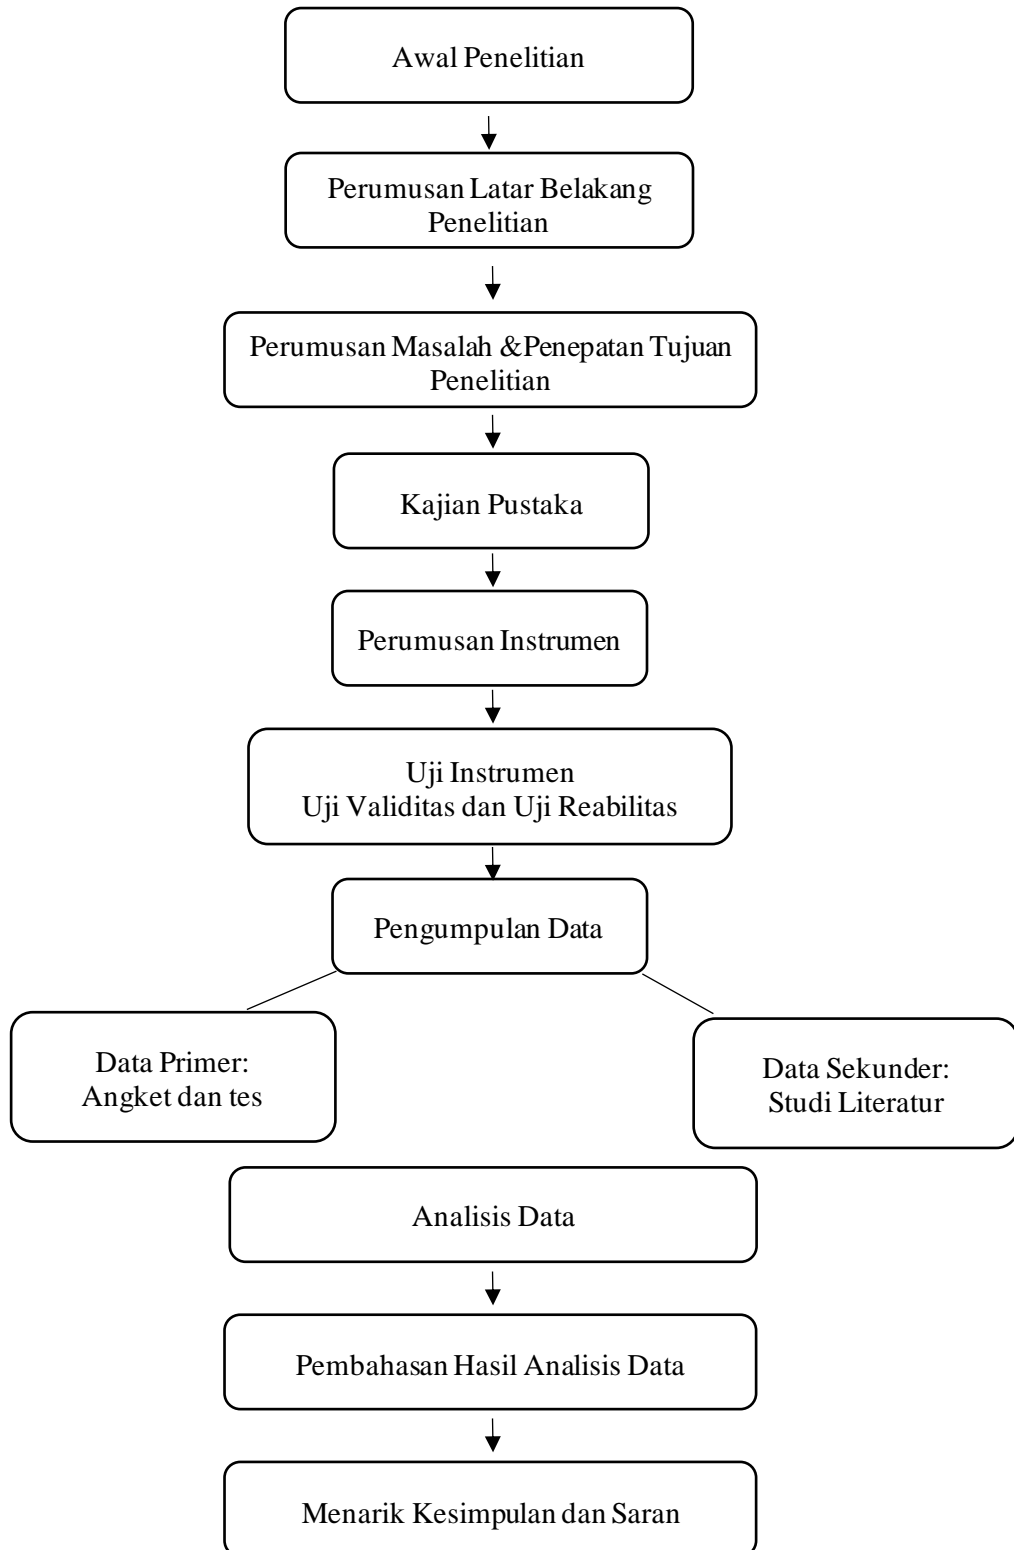 Awal Penelitian
Perumusan Latar Belakang
Penelitian
Perumusan Masalah &Penepatan Tujuan
Penelitian
Kajian Pustaka
Perumusan Instrumen
Uji Instrumen
Uji Validitas dan Uji Reabilitas
Pengumpulan Data
Data Primer:
Angket dan tes
Data Sekunder:
Studi Literatur
Analisis Data
Pembahasan Hasil Analisis Data
Menarik Kesimpulan dan Saran